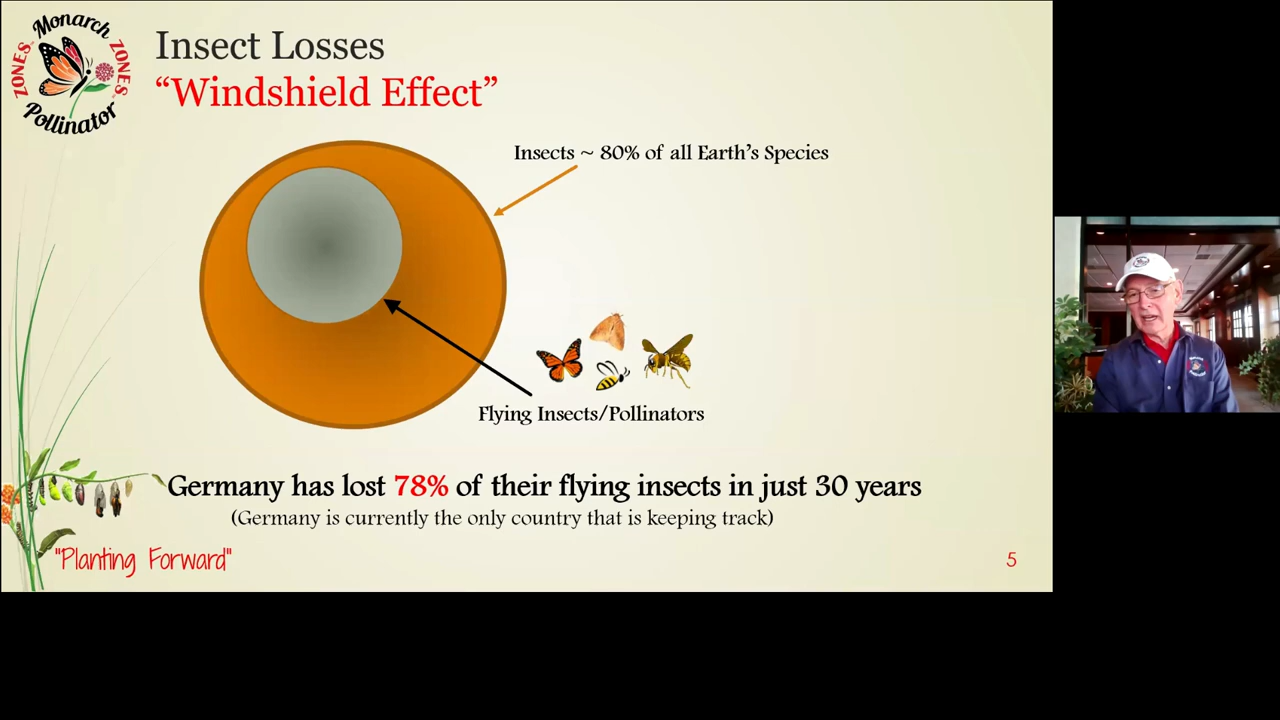 Monarch
ZONES
ZONES
Pollinator
Insect Losses
“Windshield Effect”
Insects ~ 80% of all Earth’s Species
Flying Insects/Pollinators
Germany has lost 78% of their flying insects in just 30 years
(Germany is currently the only country that is keeping track)
"Planting Forward"
5